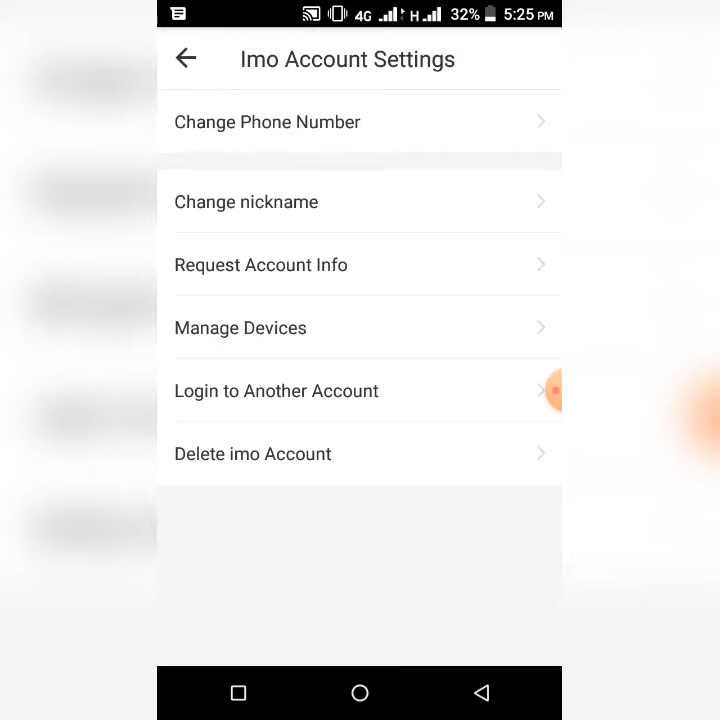 4G H 32% 5:25 PM
Imo Account Settings
Change Phone Number
Change nickname
Request Account Info
Manage Devices
Login to Another Account
Delete imo Account